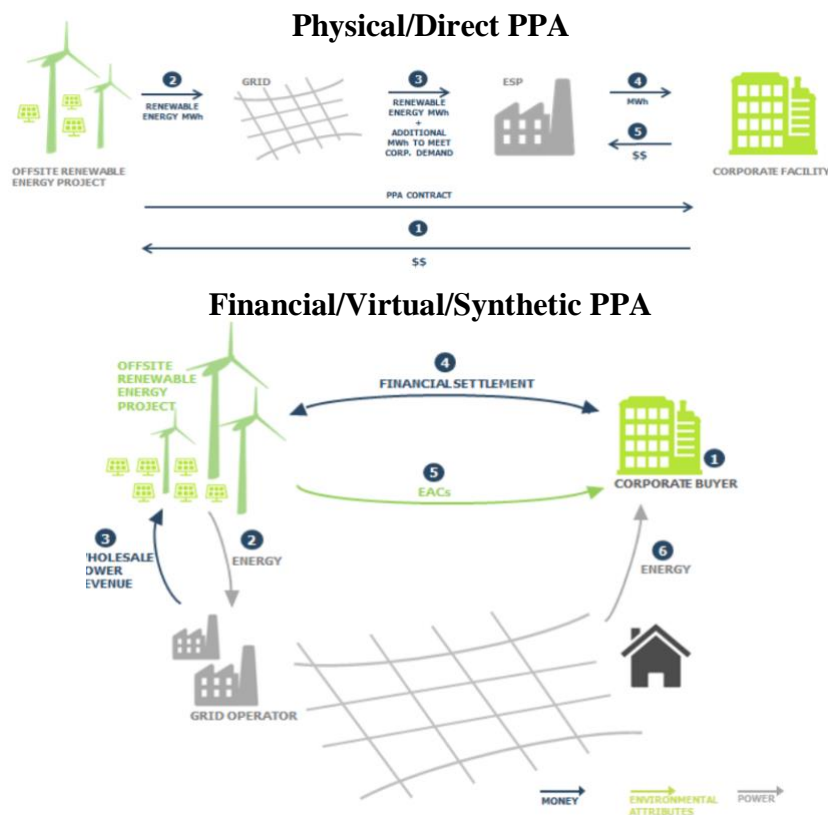 Physical/Direct PPA
2
RENEWABLE
ENERGY MWh
GRID
3
RENEWABLE
ENERGY MWh
+
ADDITIONAL
MWh TO MEET
CORP. DEMAND
ESP
4
MWh
5
$$
OFFSITE RENEWABLE
ENERGY PROJECT
CORPORATE FACILITY
PPA CONTRACT
1
$$
Financial/Virtual/Synthetic PPA
OFFSITE
RENEWABLE
ENERGY
PROJECT
4
FINANCIAL SETTLEMENT
1
CORPORATE BUYER
5
EACs
3
WHOLESALE
OWER
EVENUE
2
ENERGY
6
ENERGY
GRID OPERATOR
MONEY
ENVIRONMENTAL
ATTRIBUTES
POWER